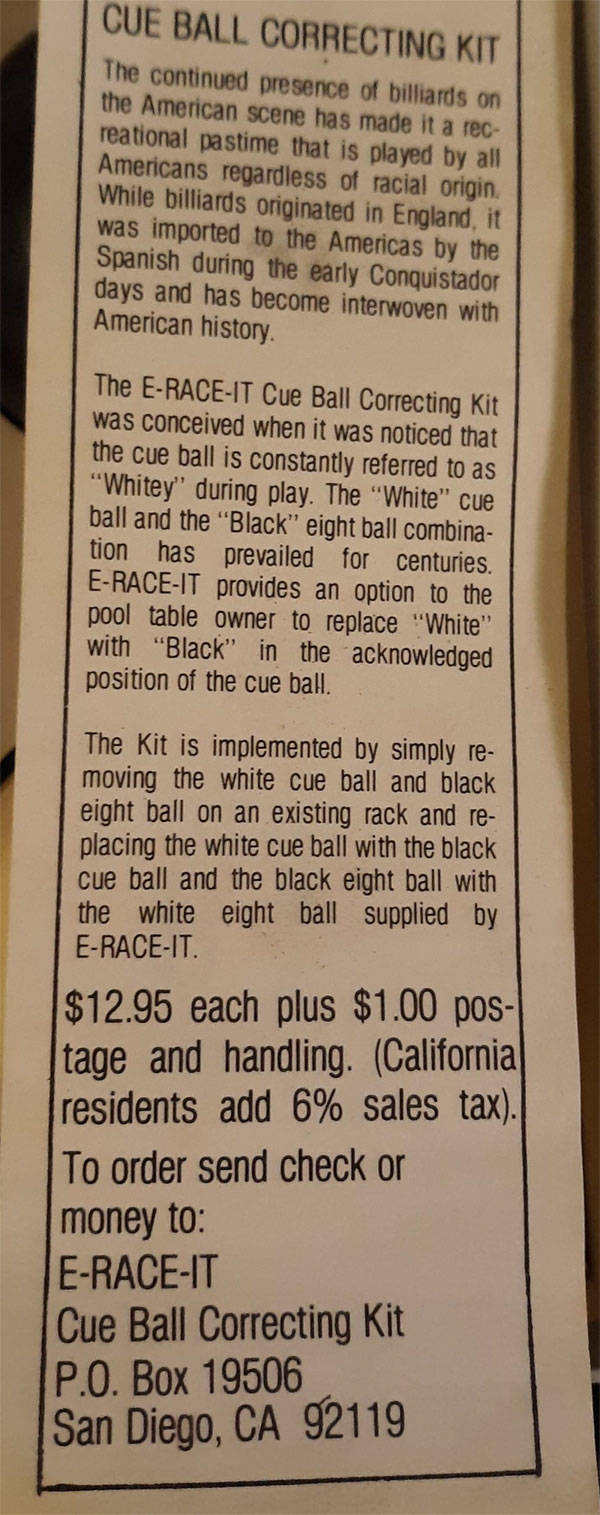 CUE BALL CORRECTING KIT
The continued presence of billiards on
the American scene has made it a rec-
reational pastime that is played by all
Americans regardless of racial origin.
While billiards originated in England, it
was imported to the Americas by the
Spanish during the early Conquistador
days and has become interwoven with
American history.
The E-RACE-IT Cue Ball Correcting Kit
was conceived when it was noticed that
the cue ball is constantly referred to as
“Whitey” during play. The “White” cue
ball and the “Black” eight ball combina-
tion has prevailed for centuries.
E-RACE-IT provides an option to the
pool table owner to replace “White”
with “Black” in the acknowledged
position of the cue ball.
The Kit is implemented by simply re-
moving the white cue ball and black
eight ball on an existing rack and re-
placing the white cue ball with the black
cue ball and the black eight ball with
the white eight ball supplied by
E-RACE-IT.
$12.95 each plus $1.00 pos-
tage and handling. (California
residents add 6% sales tax).
To order send check or
money to:
E-RACE-IT
Cue Ball Correcting Kit
P.O. Box 19506
San Diego, CA 92119